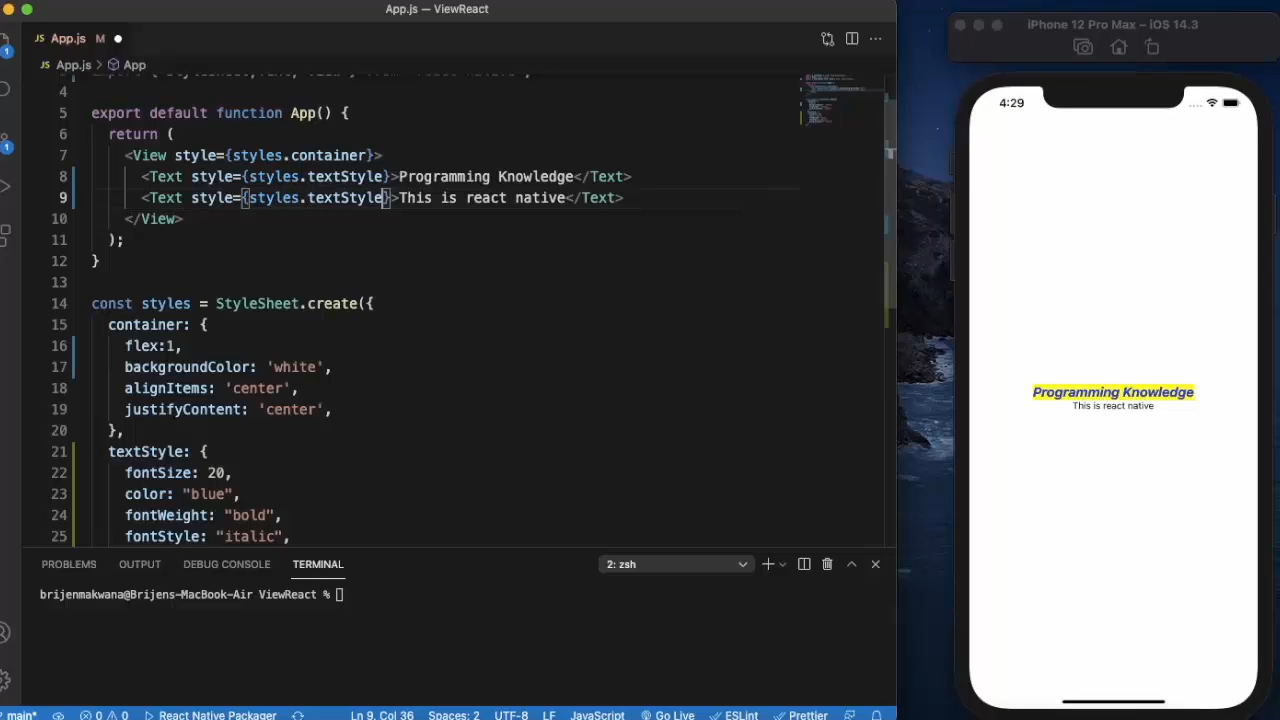 App.js — ViewReact
JS App.js M
JS App.js > App
4
5 export default function App() {
6 return (
7 <View style={styles.container}>
8 <Text style={styles.textStyle}>Programming Knowledge</Text>
9 <Text style={styles.textStyle}>This is react native</Text>
10 </View>
11 );
12 }
13
14 const styles = StyleSheet.create({
15 container: {
16 flex:1,
17 backgroundColor: 'white',
18 alignItems: 'center',
19 justifyContent: 'center',
20 },
21 textStyle: {
22 fontSize: 20,
23 color: "blue",
24 fontWeight: "bold",
25 fontStyle: "italic",
1
1
PROBLEMS OUTPUT DEBUG CONSOLE TERMINAL 2: zsh
brijenmakwana@Brijens-MacBook-Air ViewReact %
main* 0 0 React Native Packager Ln 9, Col 36 Spaces: 2 UTF-8 LF JavaScript Go Live ESLint Prettier
iPhone 12 Pro Max – iOS 14.3
4:29
Programming Knowledge
This is react native